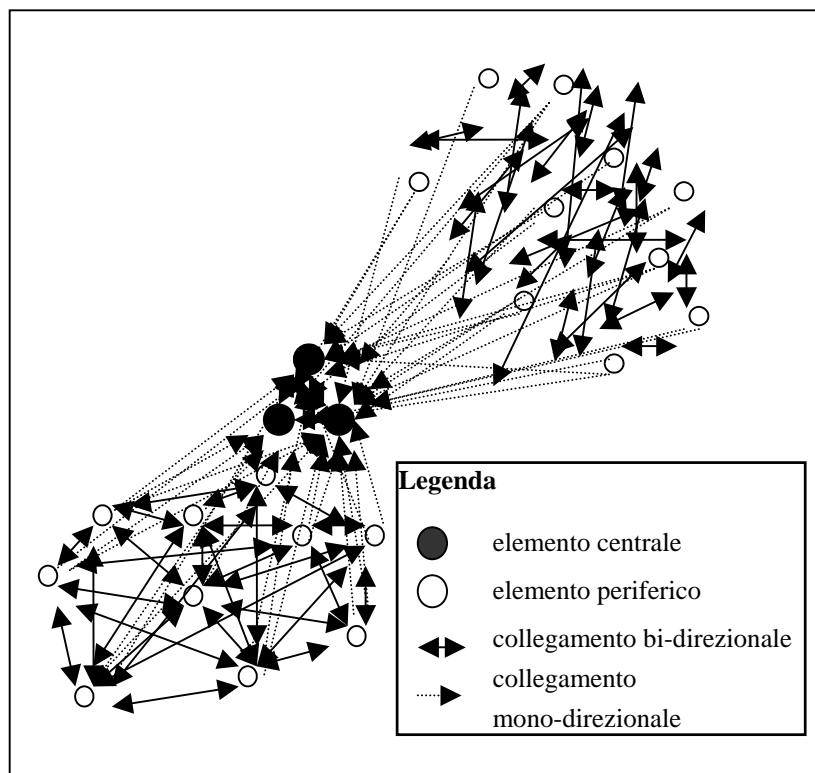 Legenda
elemento centrale
elemento periferico
collegamento bi-direzionale
collegamento
mono-direzionale